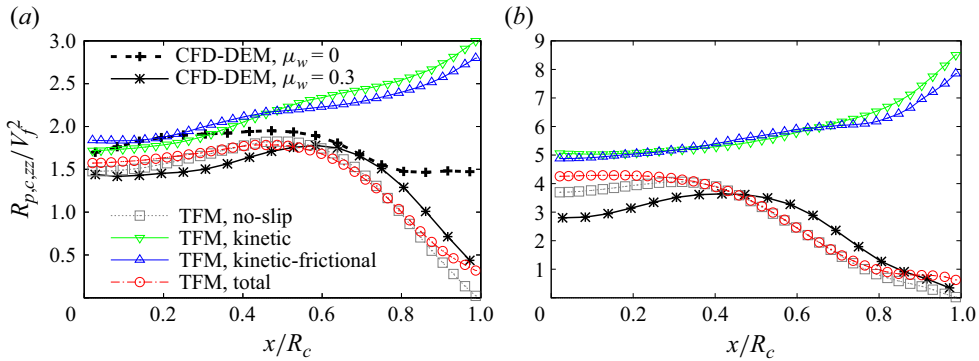 (a)
R_{p,c,zz}/V_f^2
3.0
2.5
2.0
1.5
1.0
0.5
0
0.2
0.4
0.6
0.8
1.0
x/R_c
CFD-DEM, μ_w = 0
CFD-DEM, μ_w = 0.3
TFM, no-slip
TFM, kinetic
TFM, kinetic-frictional
TFM, total
(b)
9
8
7
6
5
4
3
2
1
0
0.2
0.4
0.6
0.8
1.0
x/R_c